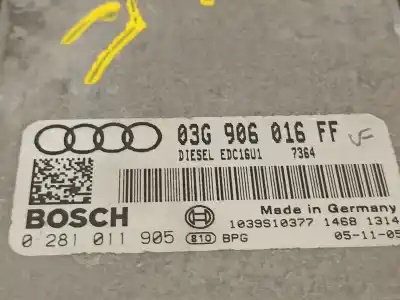 03G 906 016 FF VF
DIESEL EDC16U1 7364
BOSCH
Made in Germany
1039S10377 1468 1314
0 281 011 905 810 BPG 05-11-05